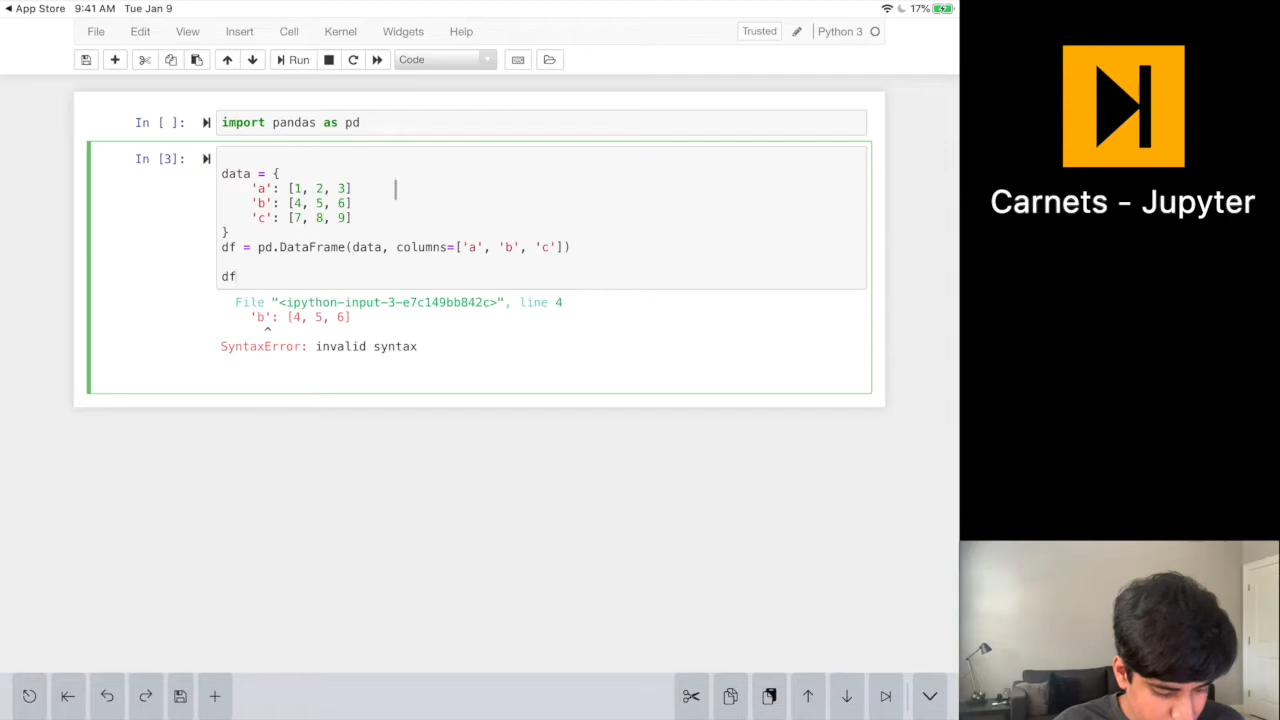 App Store 9:41 AM Tue Jan 9 17%
File Edit View Insert Cell Kernel Widgets Help Trusted Python 3
Run Code
In [ ]: import pandas as pd
In [3]:
data = {
'a': [1, 2, 3]
'b': [4, 5, 6]
'c': [7, 8, 9]
}
df = pd.DataFrame(data, columns=['a', 'b', 'c'])
df
File "<ipython-input-3-e7c149bb842c>", line 4
'b': [4, 5, 6]
^
SyntaxError: invalid syntax
Carnets - Jupyter